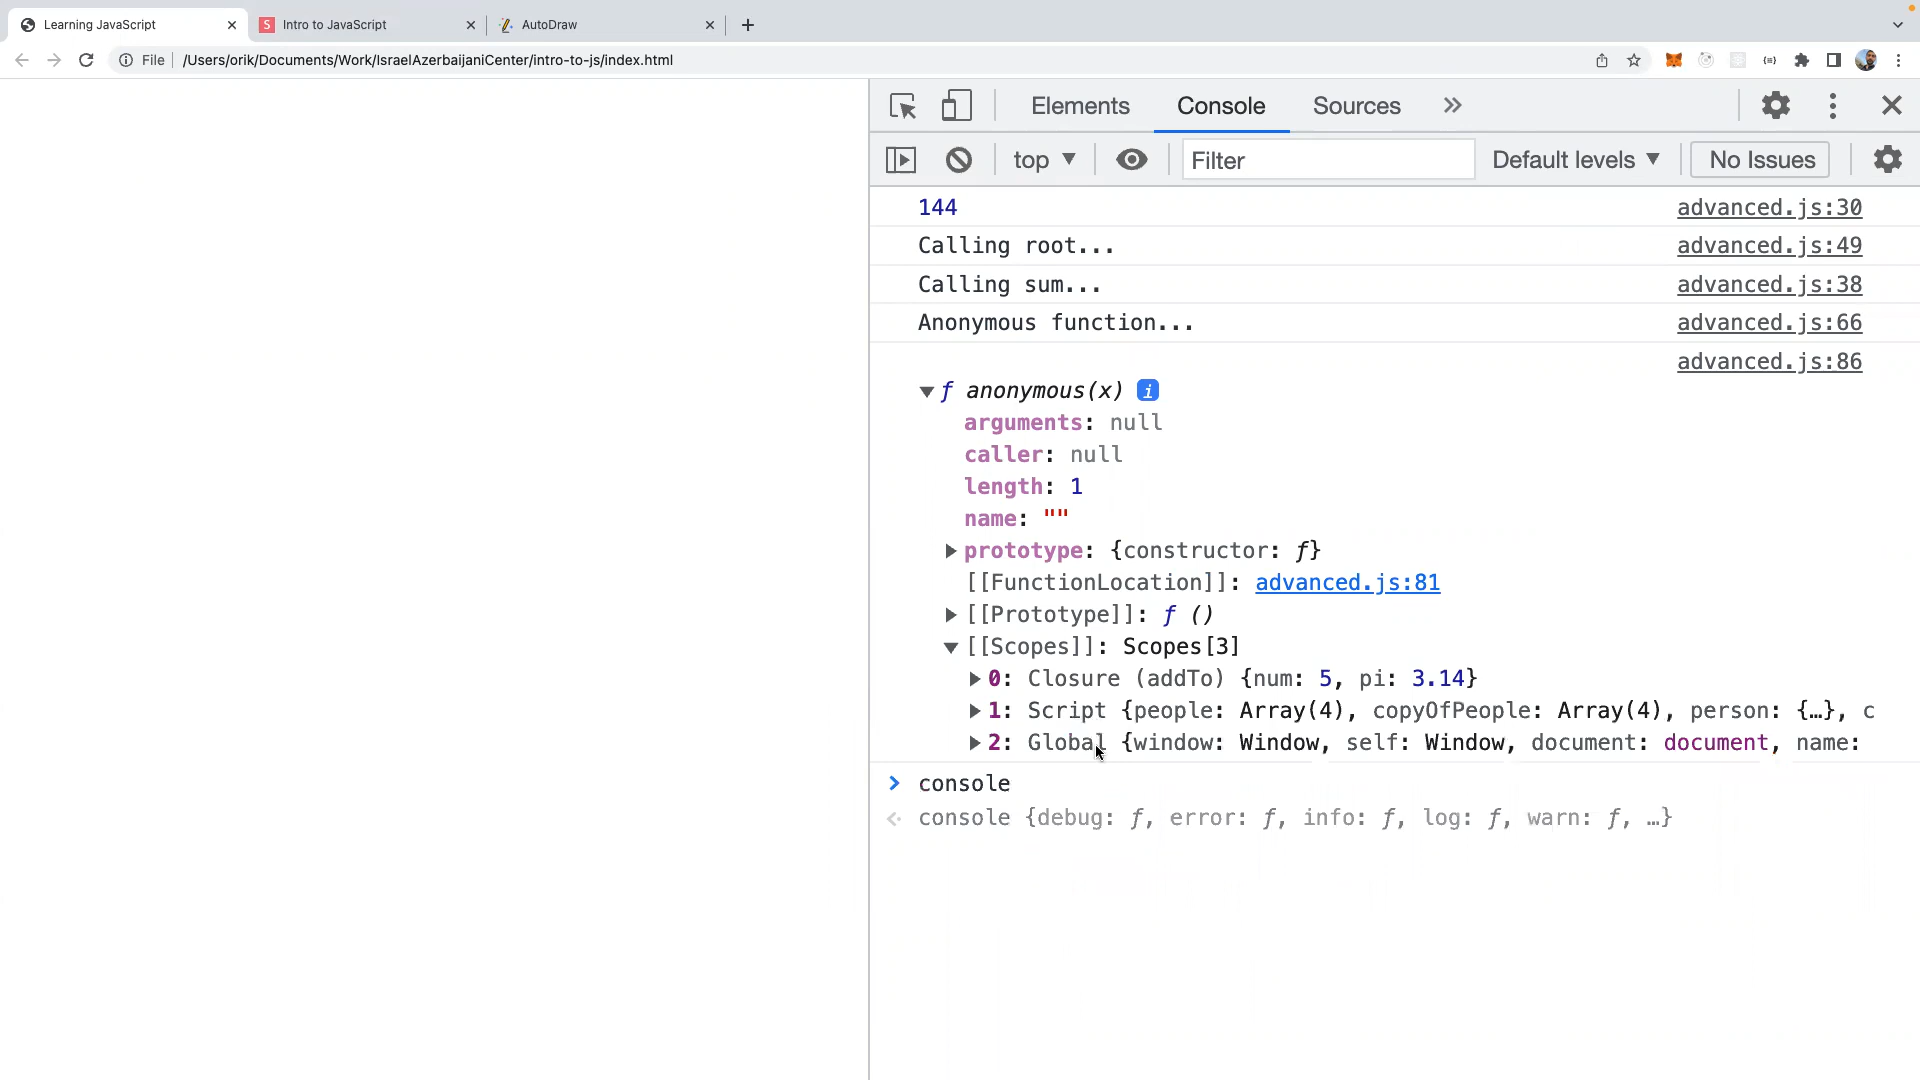 Learning JavaScript
S Intro to JavaScript
AutoDraw
File /Users/orik/Documents/Work/IsraelAzerbaijaniCenter/intro-to-js/index.html
Elements Console Sources
top Filter Default levels No Issues
144 advanced.js:30
Calling root... advanced.js:49
Calling sum... advanced.js:38
Anonymous function... advanced.js:66
advanced.js:86
ƒ anonymous(x) i
arguments: null
caller: null
length: 1
name: ""
prototype: {constructor: ƒ}
[[FunctionLocation]]: advanced.js:81
[[Prototype]]: ƒ ()
[[Scopes]]: Scopes[3]
0: Closure (addTo) {num: 5, pi: 3.14}
1: Script {people: Array(4), copyOfPeople: Array(4), person: {…}, c
2: Global {window: Window, self: Window, document: document, name:
> console
console {debug: ƒ, error: ƒ, info: ƒ, log: ƒ, warn: ƒ, …}